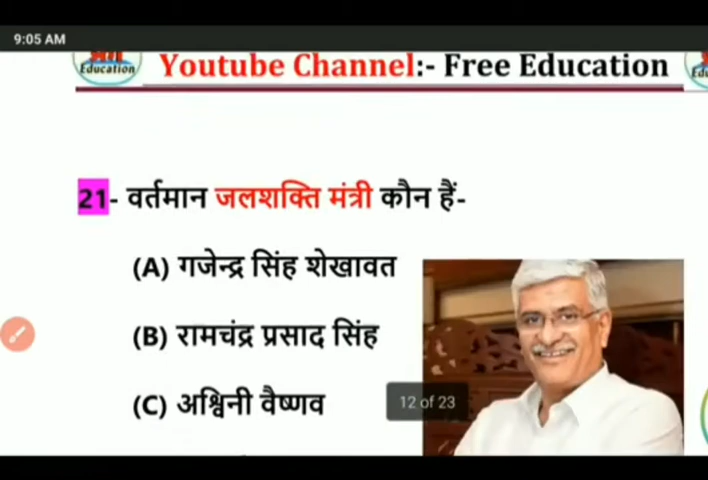 9:05 AM
Education Youtube Channel:- Free Education
21- वर्तमान जलशक्ति मंत्री कौन हैं-
(A) गजेन्द्र सिंह शेखावत
(B) रामचंद्र प्रसाद सिंह
(C) अश्विनी वैष्णव
12 of 23